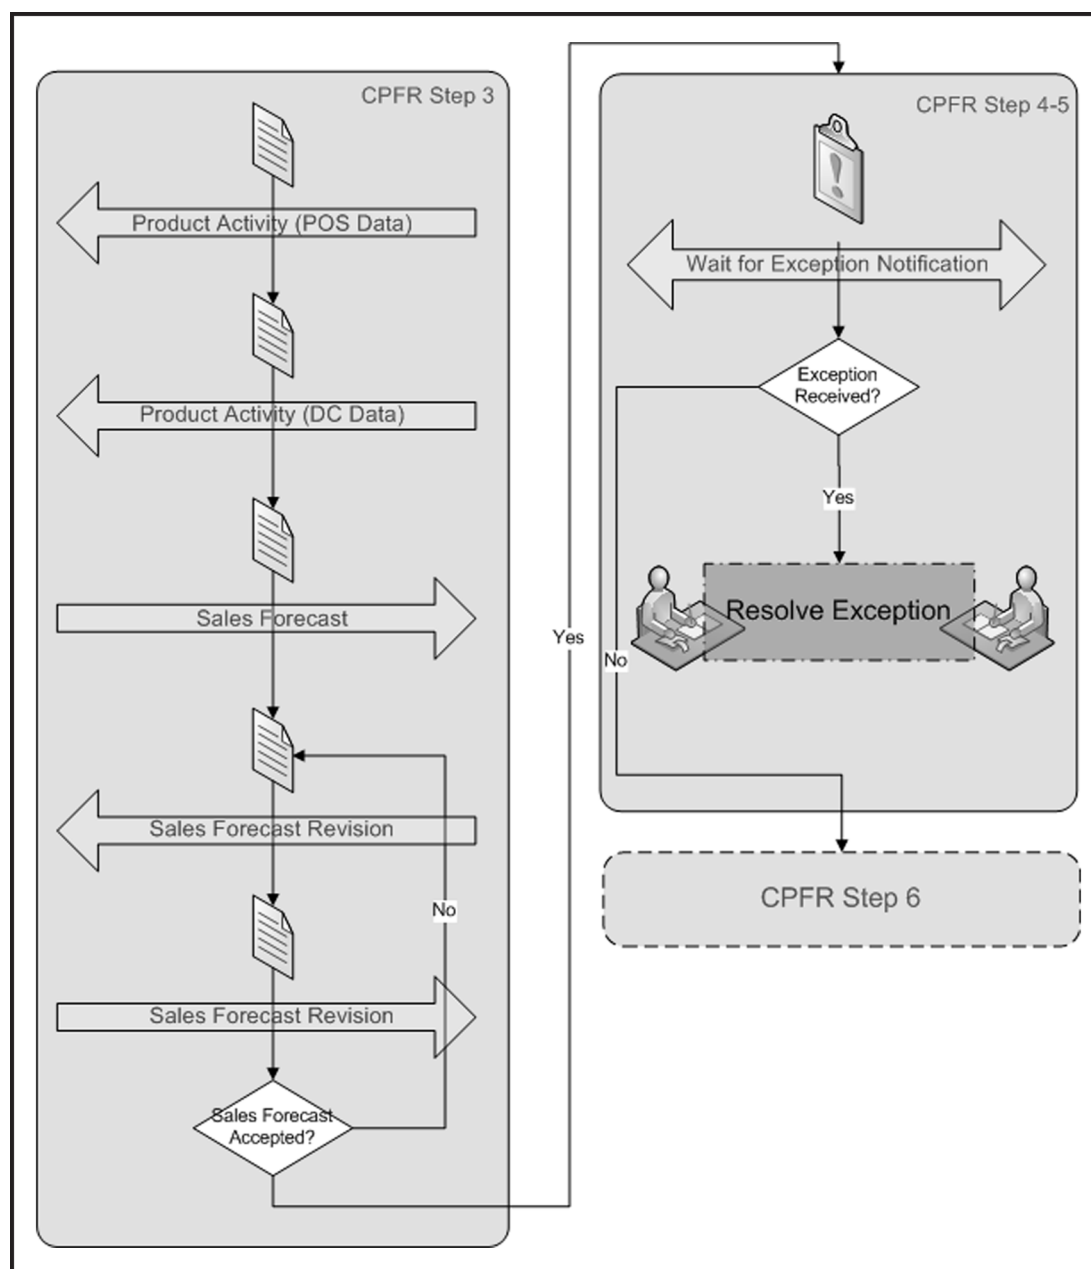 CPFR Step 3
Product Activity (POS Data)
Product Activity (DC Data)
Sales Forecast
Sales Forecast Revision
No
Sales Forecast Revision
Sales Forecast
Accepted?
Yes
CPFR Step 4-5
Wait for Exception Notification
Exception
Received?
Yes
Resolve Exception
No
CPFR Step 6